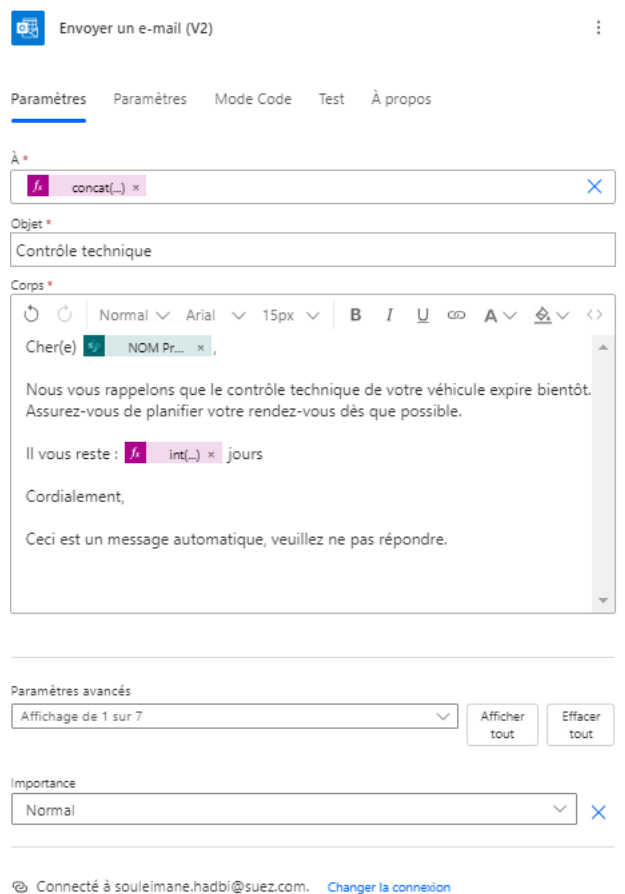 Envoyer un e-mail (V2)
Paramètres Paramètres Mode Code Test À propos
À *
fx concat(...) ×
Objet *
Contrôle technique
Corps *
Normal Arial 15px B I U A
Cher(e) NOM Pr... × ,
Nous vous rappelons que le contrôle technique de votre véhicule expire bientôt.
Assurez-vous de planifier votre rendez-vous dès que possible.
Il vous reste : fx int(...) × jours
Cordialement,
Ceci est un message automatique, veuillez ne pas répondre.
Paramètres avancés
Affichage de 1 sur 7
Afficher tout
Effacer tout
Importance
Normal
Connecté à souleimane.hadbi@suez.com. Changer la connexion